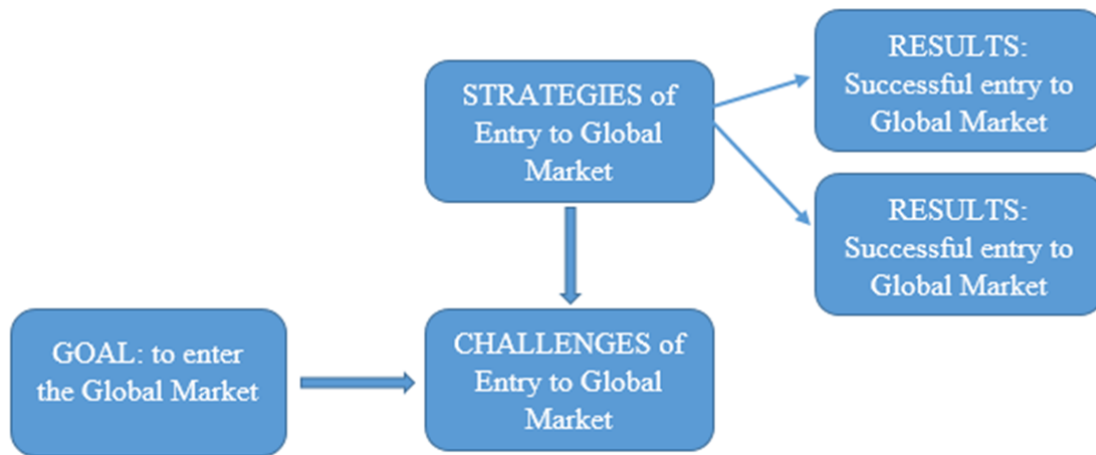 STRATEGIES of
Entry to Global
Market
RESULTS:
Successful entry to
Global Market
RESULTS:
Successful entry to
Global Market
GOAL: to enter
the Global Market
CHALLENGES of
Entry to Global
Market